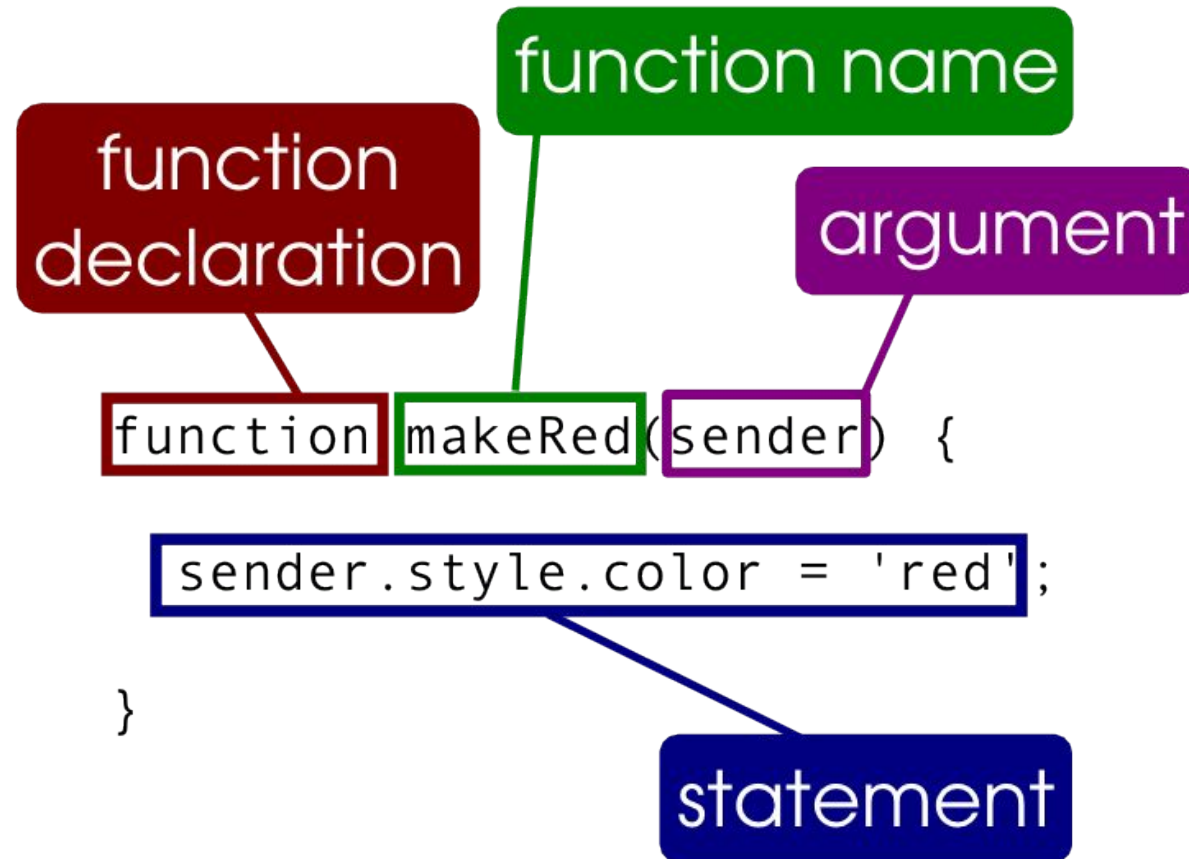 function name
function
declaration
argument
function makeRed(sender) {
sender.style.color = 'red';
}
statement